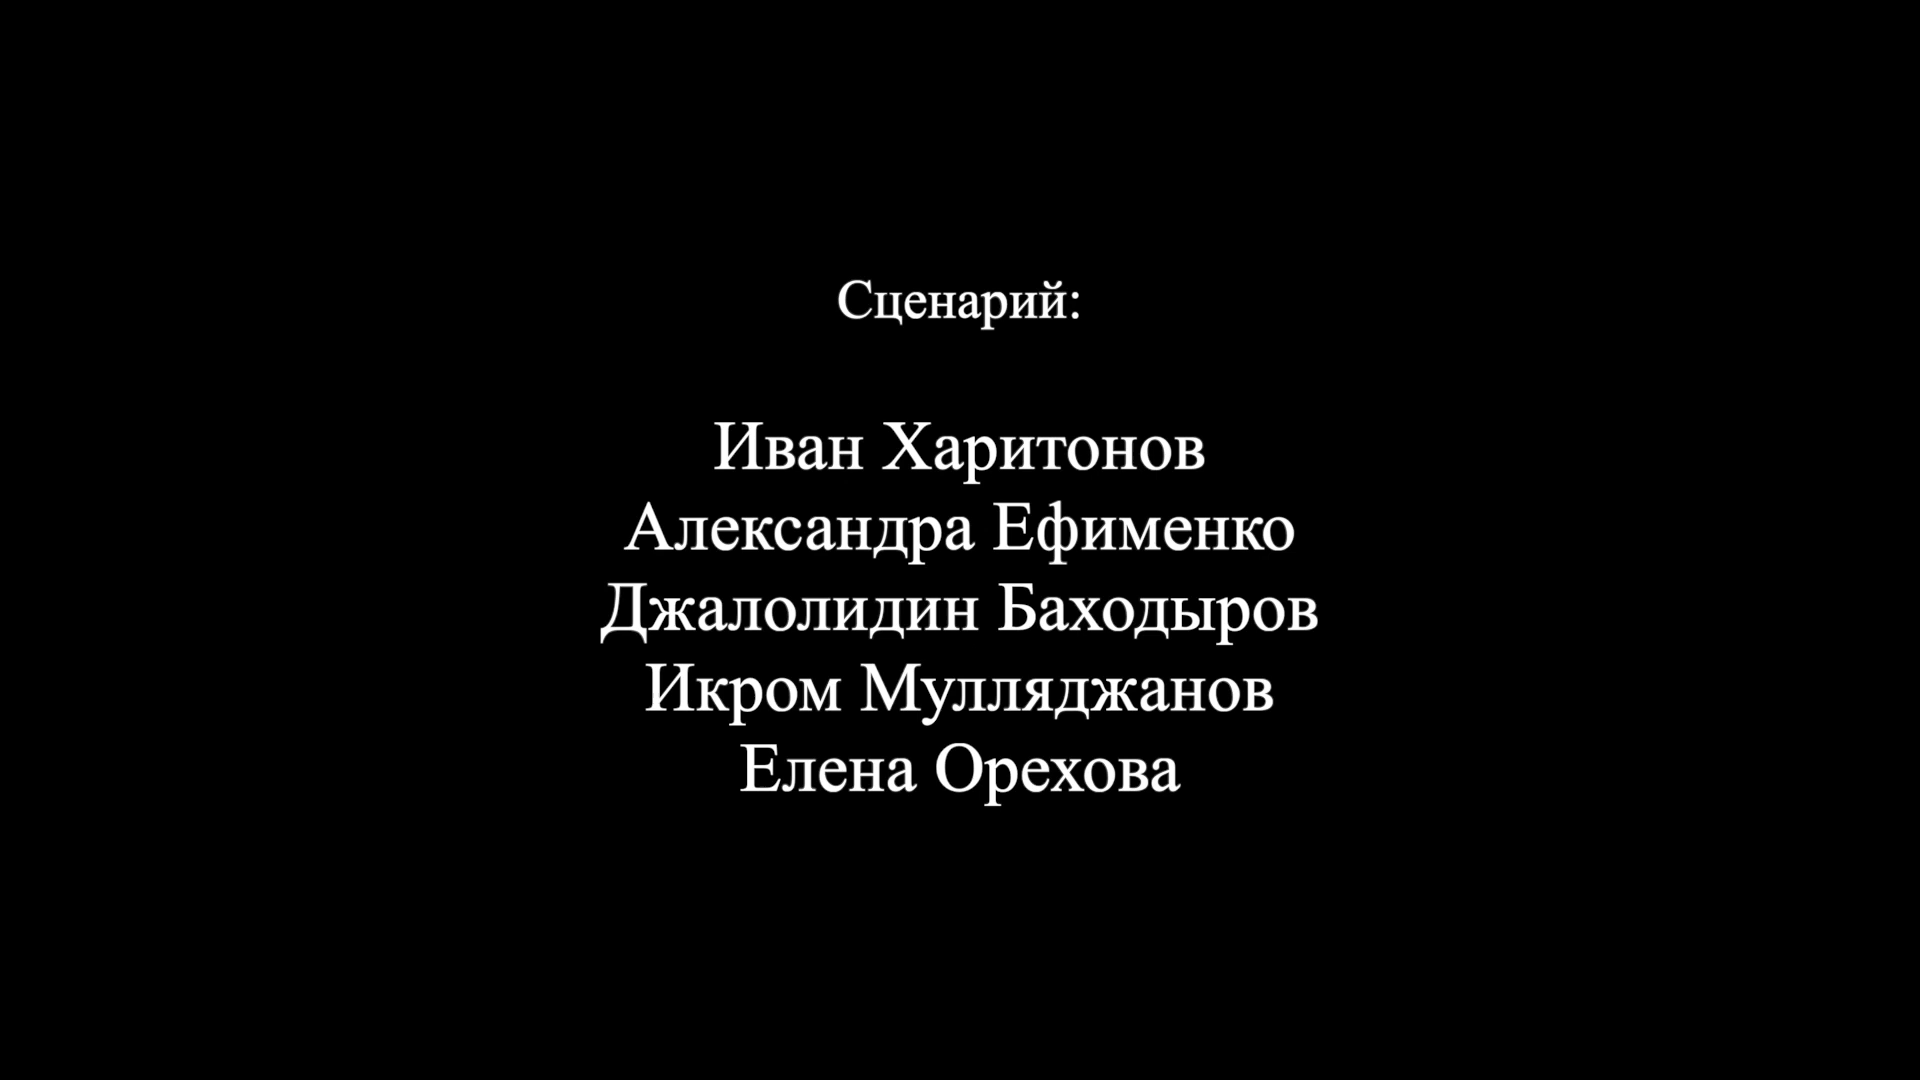 Сценарий:
Иван Харитонов
Александра Ефименко
Джалолидин Баходыров
Икром Мулляджанов
Елена Орехова